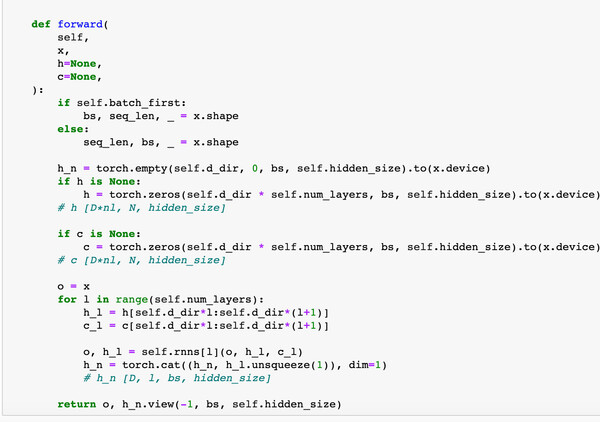 def forward(
    self,
    x,
    h=None,
    c=None,
):
    if self.batch_first:
        bs, seq_len, _ = x.shape
    else:
        seq_len, bs, _ = x.shape

    h_n = torch.empty(self.d_dir, 0, bs, self.hidden_size).to(x.device)
    if h is None:
        h = torch.zeros(self.d_dir * self.num_layers, bs, self.hidden_size).to(x.device)
    # h [D*nl, N, hidden_size]

    if c is None:
        c = torch.zeros(self.d_dir * self.num_layers, bs, self.hidden_size).to(x.device)
    # c [D*nl, N, hidden_size]

    o = x
    for l in range(self.num_layers):
        h_l = h[self.d_dir*l:self.d_dir*(l+1)]
        c_l = c[self.d_dir*l:self.d_dir*(l+1)]

        o, h_l = self.rnns[l](o, h_l, c_l)
        h_n = torch.cat((h_n, h_l.unsqueeze(1)), dim=1)
        # h_n [D, l, bs, hidden_size]

    return o, h_n.view(-1, bs, self.hidden_size)